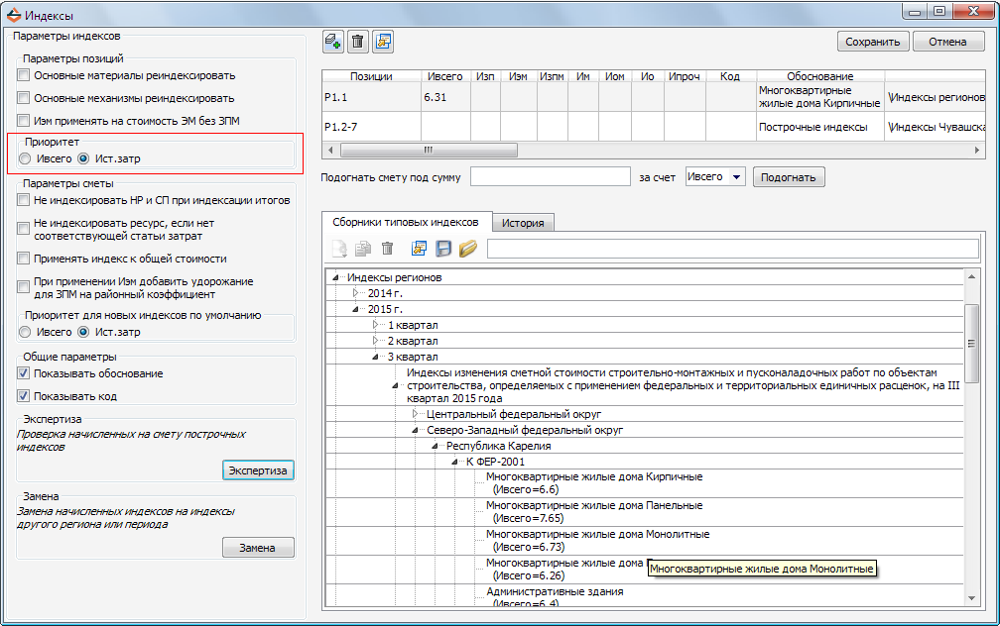 Индексы
Параметры индексов
Параметры позиций
Основные материалы реиндексировать
Основные механизмы реиндексировать
Иэм применять на стоимость ЭМ без ЗПМ
Приоритет
Ивсего Ист.затр
Параметры сметы
Не индексировать НР и СП при индексации итогов
Не индексировать ресурс, если нет
соответствующей статьи затрат
Применять индекс к общей стоимости
При применении Иэм добавить удорожание
для ЗПМ на районный коэффициент
Приоритет для новых индексов по умолчанию
Ивсего Ист.затр
Общие параметры
Показывать обоснование
Показывать код
Экспертиза
Проверка начисленных на смету построчных
индексов
Экспертиза
Замена
Замена начисленных индексов на индексы
другого региона или периода
Замена
Сохранить Отмена
Позиции Ивсего Изп Иэм Изпм Им Иом Ио Ипроч Код Обоснование
Р1.1 6.31 Многоквартирные
жилые дома Кирпичные \Индексы регионов
Р1.2-7 Построчные индексы \Индексы Чувашска
Подогнать смету под сумму за счет Ивсего Подогнать
Сборники типовых индексов История
Индексы регионов
2014 г.
2015 г.
1 квартал
2 квартал
3 квартал
Индексы изменения сметной стоимости строительно-монтажных и пусконаладочных работ по объектам
строительства, определяемых с применением федеральных и территориальных единичных расценок, на III
квартал 2015 года
Центральный федеральный округ
Северо-Западный федеральный округ
Республика Карелия
К ФЕР-2001
Многоквартирные жилые дома Кирпичные
(Ивсего=6.6)
Многоквартирные жилые дома Панельные
(Ивсего=7.65)
Многоквартирные жилые дома Монолитные
(Ивсего=6.73)
Многоквартирные жилые дома
Многоквартирные жилые дома Монолитные
(Ивсего=6.26)
Административные здания
(Ивсего=6.4)